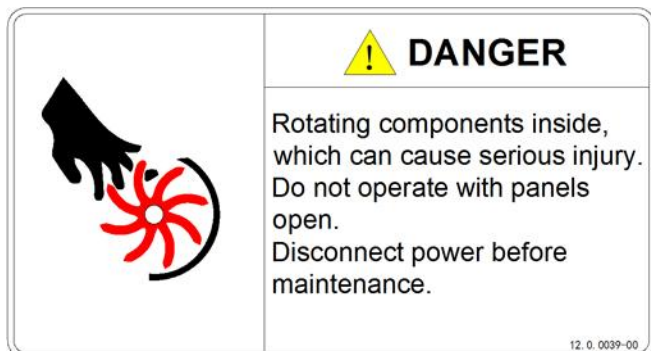 DANGER
Rotating components inside,
which can cause serious injury.
Do not operate with panels
open.
Disconnect power before
maintenance.
12.0.0039-00